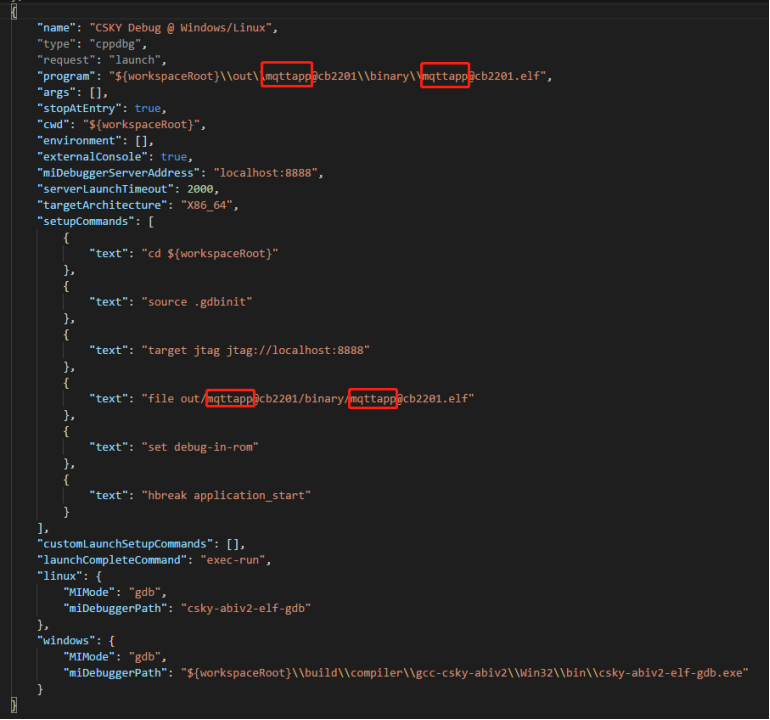 {
"name": "CSKY Debug @ Windows/Linux",
"type": "cppdbg",
"request": "launch",
"program": "${workspaceRoot}\\out\\mqttapp@cb2201\\binary\\mqttapp@cb2201.elf",
"args": [],
"stopAtEntry": true,
"cwd": "${workspaceRoot}",
"environment": [],
"externalConsole": true,
"miDebuggerServerAddress": "localhost:8888",
"serverLaunchTimeout": 2000,
"targetArchitecture": "X86_64",
"setupCommands": [
{
"text": "cd ${workspaceRoot}"
},
{
"text": "source .gdbinit"
},
{
"text": "target jtag jtag://localhost:8888"
},
{
"text": "file out/mqttapp@cb2201/binary/mqttapp@cb2201.elf"
},
{
"text": "set debug-in-rom"
},
{
"text": "hbreak application_start"
}
],
"customLaunchSetupCommands": [],
"launchCompleteCommand": "exec-run",
"linux": {
"MIMode": "gdb",
"miDebuggerPath": "csky-abiv2-elf-gdb"
},
"windows": {
"MIMode": "gdb",
"miDebuggerPath": "${workspaceRoot}\\build\\compiler\\gcc-csky-abiv2\\Win32\\bin\\csky-abiv2-elf-gdb.exe"
}
}